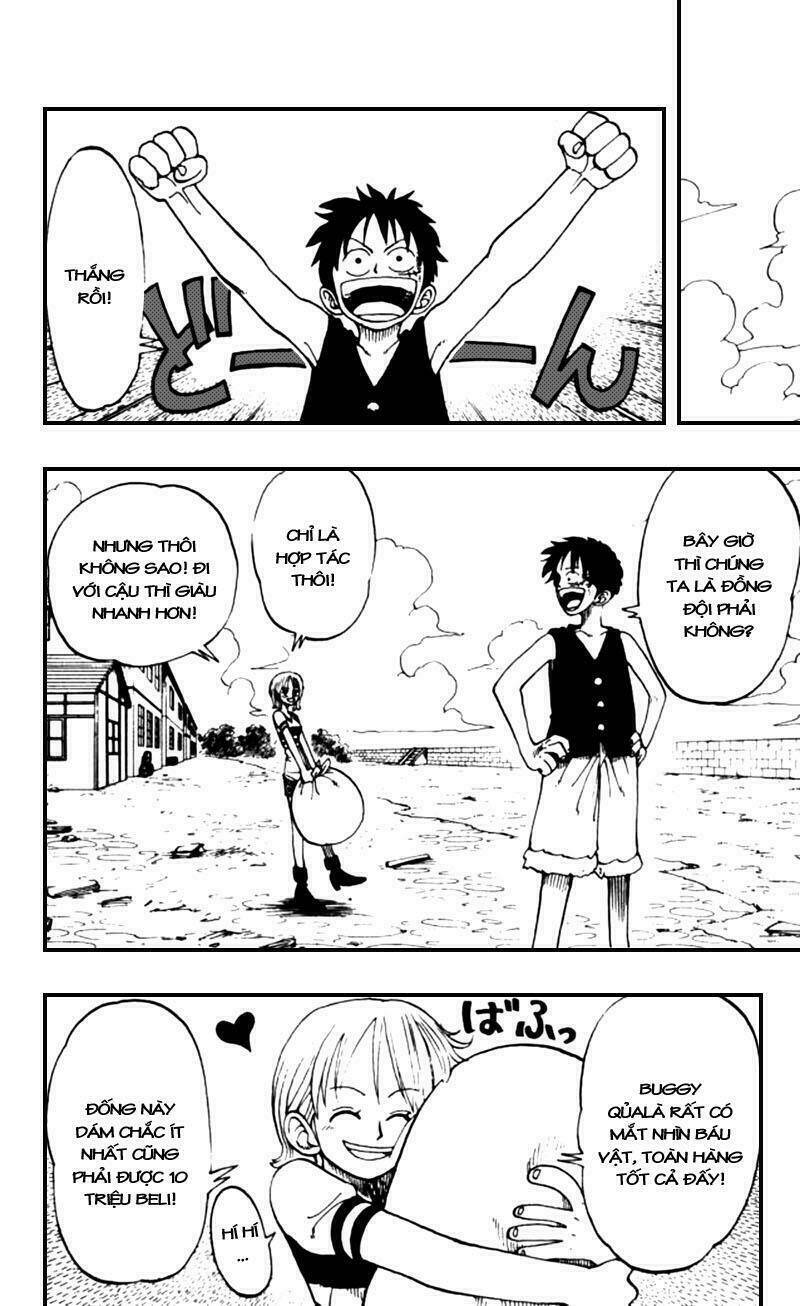 THẮNG
RỒI!
どーーん
BÂY GIỜ
THÌ CHÚNG
TA LÀ ĐỒNG
ĐỘI PHẢI
KHÔNG?
CHỈ LÀ
HỢP TÁC
THÔI!
NHƯNG THÔI
KHÔNG SAO! ĐI
VỚI CẬU THÌ GIÀU
NHANH HƠN!
BUGGY
QỦALÀ RẤT CÓ
MẮT NHÌN BÁU
VẬT, TOÀN HÀNG
TỐT CẢ ĐẤY!
ばふっ
ĐỐNG NÀY
DÁM CHẮC ÍT
NHẤT CŨNG
PHẢI ĐƯỢC 10
TRIỆU BELI!
HÍ HÍ
...